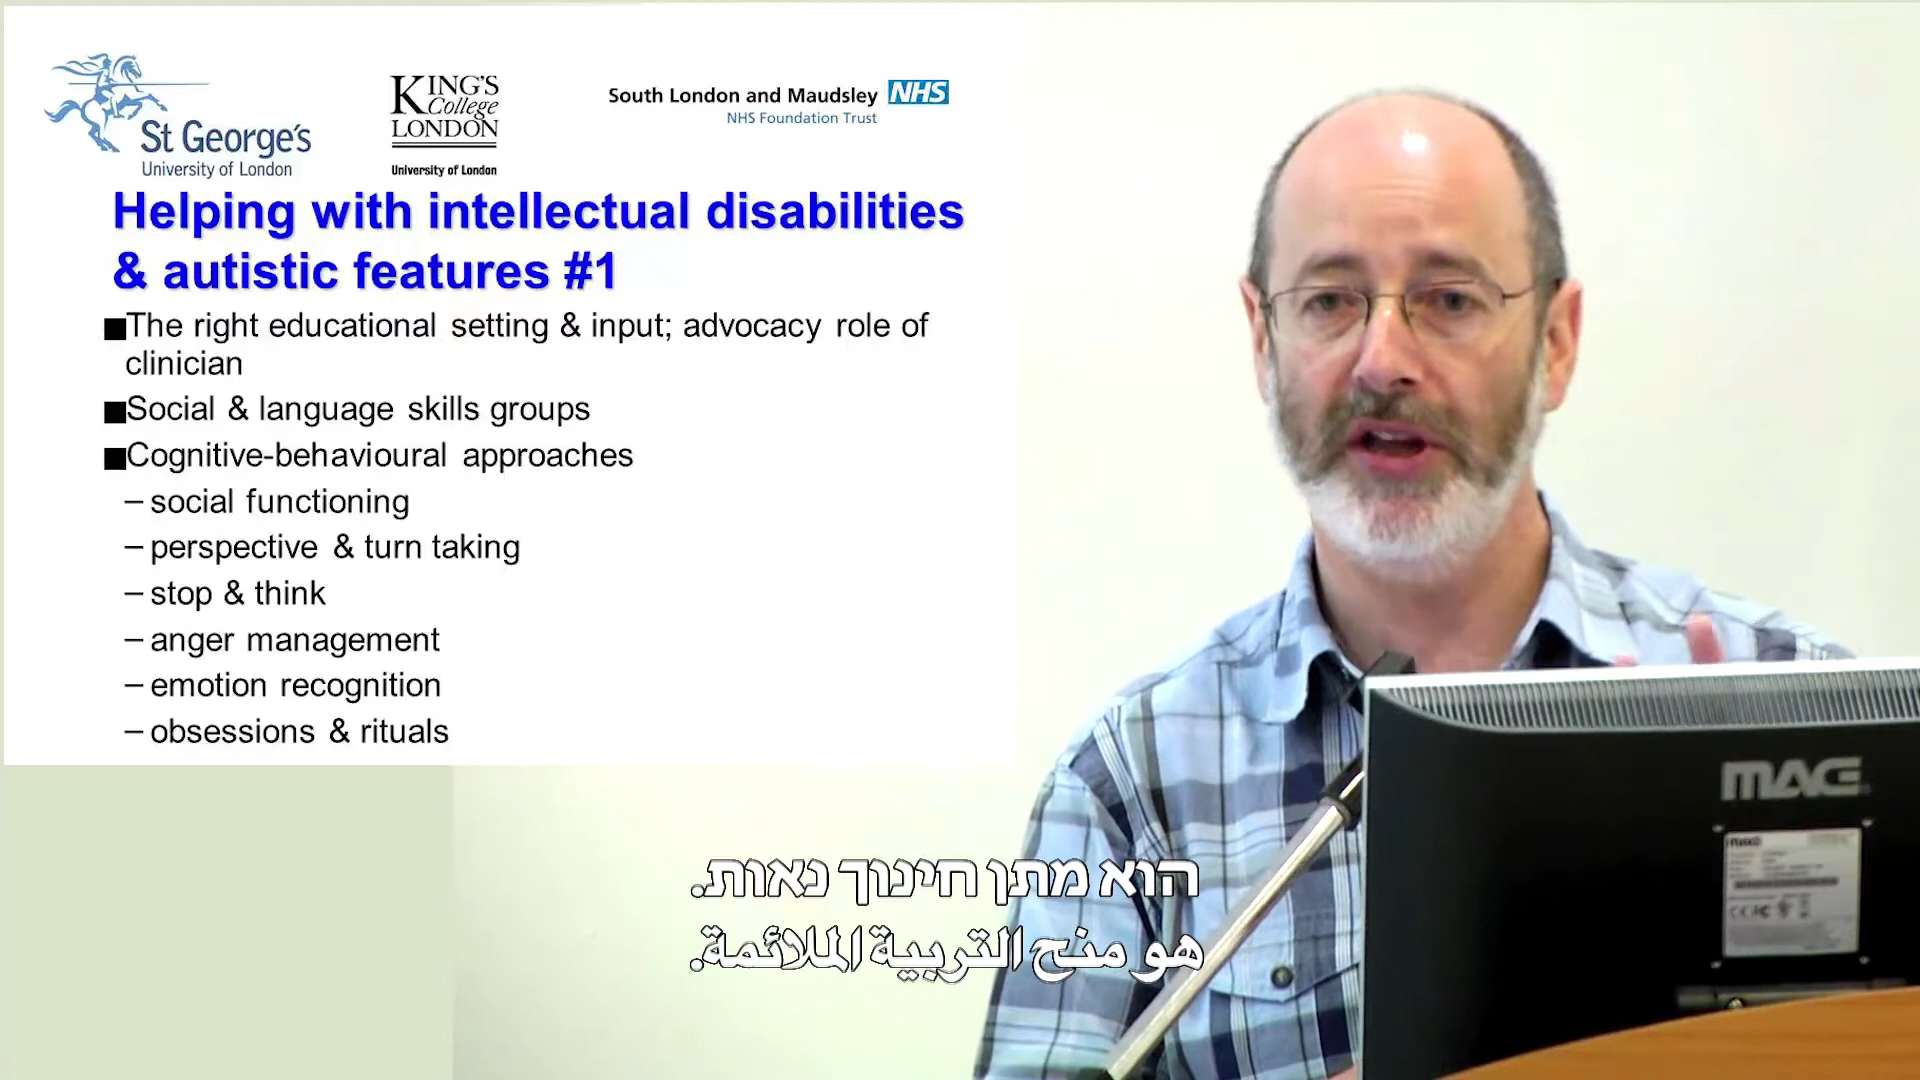 St George's
University of London
KING'S
College
LONDON
University of London
South London and Maudsley NHS
NHS Foundation Trust
Helping with intellectual disabilities
& autistic features #1
■The right educational setting & input; advocacy role of
clinician
■Social & language skills groups
■Cognitive-behavioural approaches
– social functioning
– perspective & turn taking
– stop & think
– anger management
– emotion recognition
– obsessions & rituals
MAG
הוא מתן חינוך נאות.
هو منح التربية الملائمة.